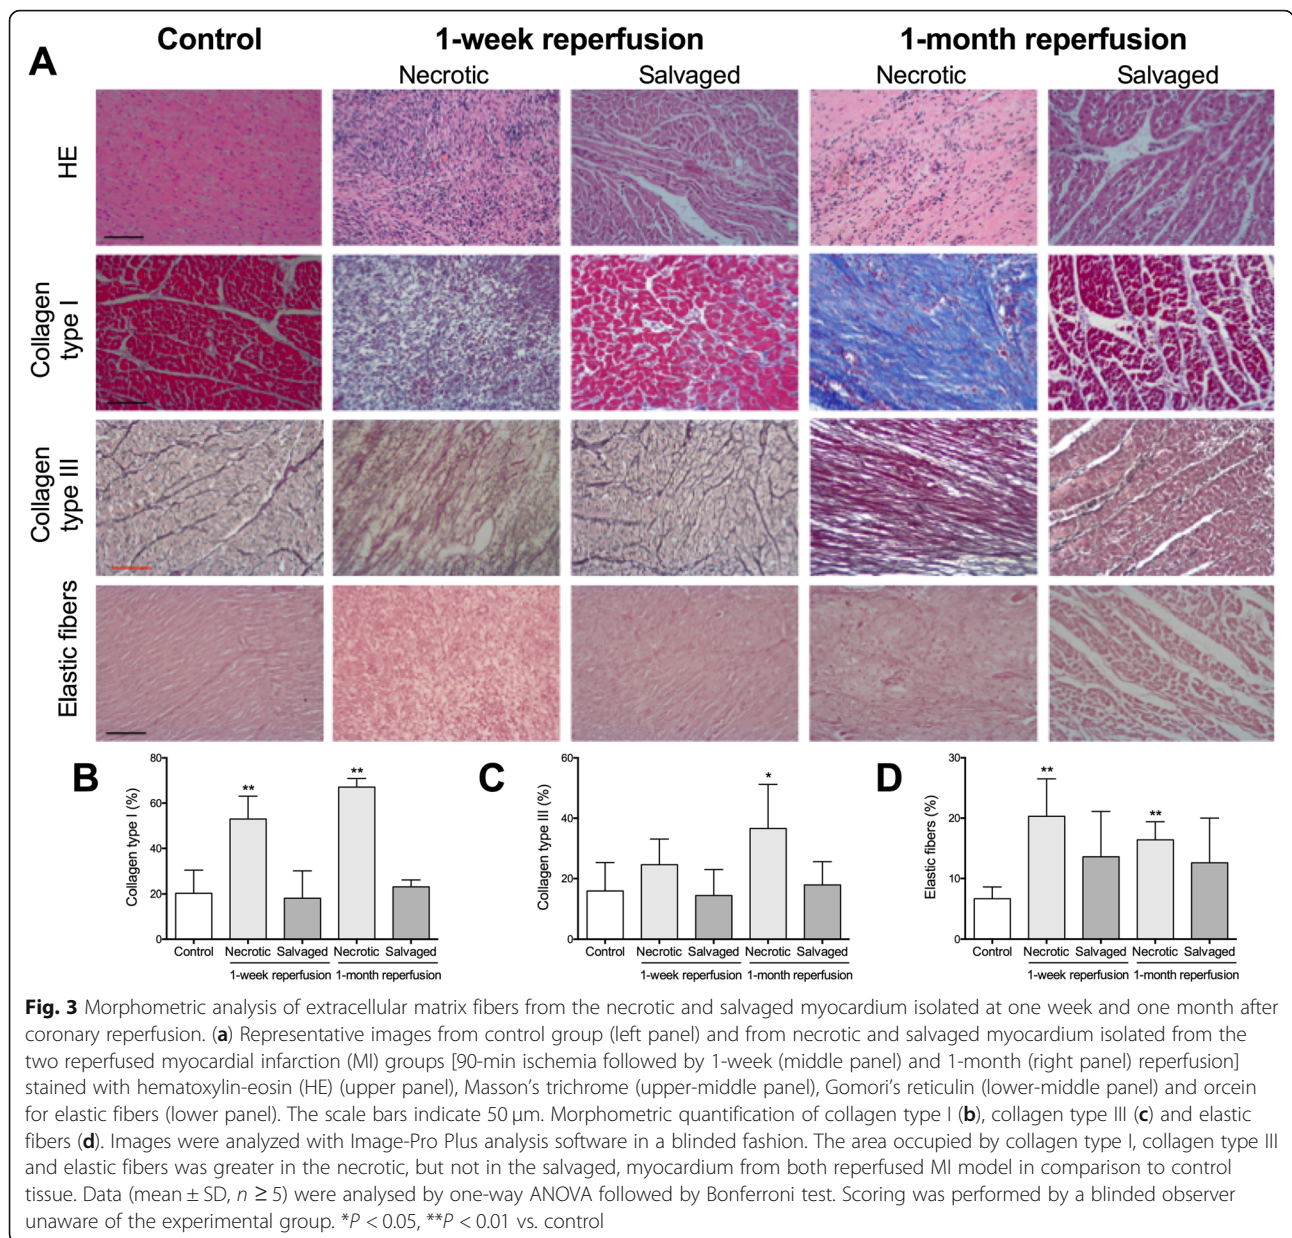 Control 1-week reperfusion 1-month reperfusion
A
Necrotic Salvaged Necrotic Salvaged
HE
Collagen
type I
Collagen
type III
Elastic fibers
B
Collagen type I (%)
80
60
40
20
0
** **
Control Necrotic Salvaged Necrotic Salvaged
1-week reperfusion 1-month reperfusion
C
Collagen type III (%)
60
40
20
0
*
Control Necrotic Salvaged Necrotic Salvaged
1-week reperfusion 1-month reperfusion
D
Elastic fibers (%)
30
20
10
0
** **
Control Necrotic Salvaged Necrotic Salvaged
1-week reperfusion 1-month reperfusion
Fig. 3 Morphometric analysis of extracellular matrix fibers from the necrotic and salvaged myocardium isolated at one week and one month after
coronary reperfusion. (a) Representative images from control group (left panel) and from necrotic and salvaged myocardium isolated from the
two reperfused myocardial infarction (MI) groups [90-min ischemia followed by 1-week (middle panel) and 1-month (right panel) reperfusion]
stained with hematoxylin-eosin (HE) (upper panel), Masson's trichrome (upper-middle panel), Gomori's reticulin (lower-middle panel) and orcein
for elastic fibers (lower panel). The scale bars indicate 50 μm. Morphometric quantification of collagen type I (b), collagen type III (c) and elastic
fibers (d). Images were analyzed with Image-Pro Plus analysis software in a blinded fashion. The area occupied by collagen type I, collagen type III
and elastic fibers was greater in the necrotic, but not in the salvaged, myocardium from both reperfused MI model in comparison to control
tissue. Data (mean ± SD, n ≥ 5) were analysed by one-way ANOVA followed by Bonferroni test. Scoring was performed by a blinded observer
unaware of the experimental group. *P < 0.05, **P < 0.01 vs. control